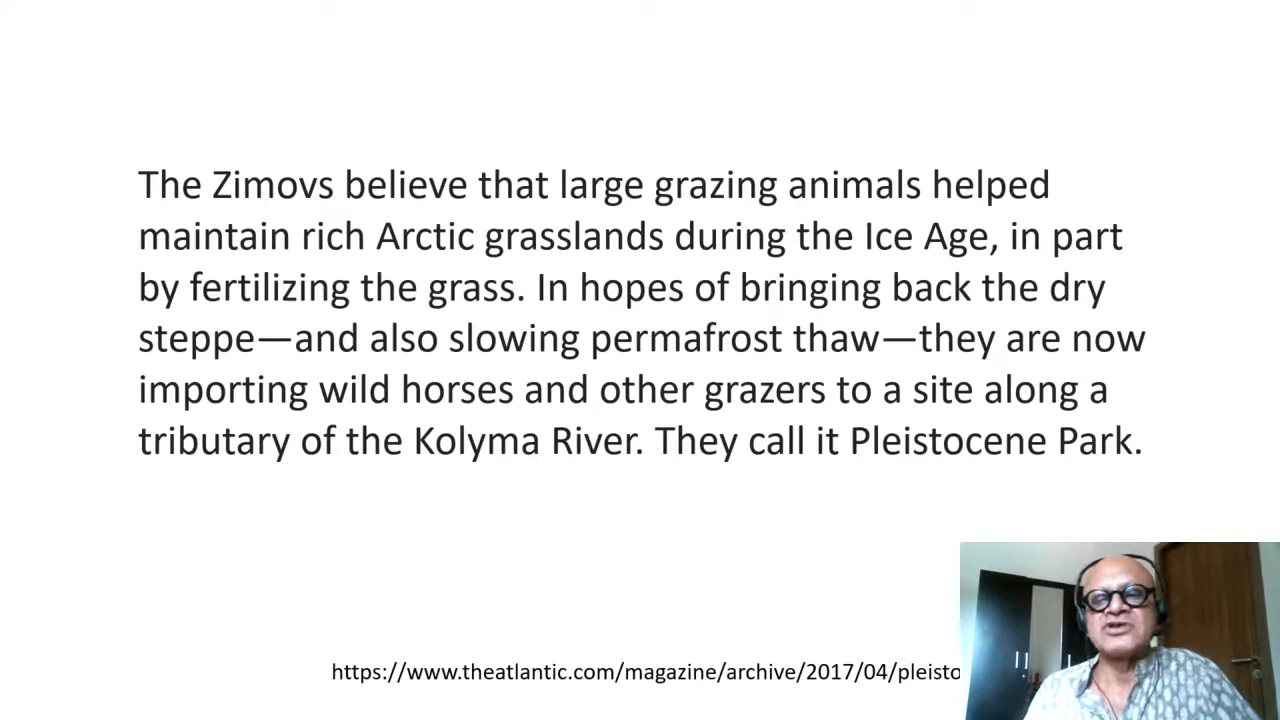 The Zimovs believe that large grazing animals helped
maintain rich Arctic grasslands during the Ice Age, in part
by fertilizing the grass. In hopes of bringing back the dry
steppe—and also slowing permafrost thaw—they are now
importing wild horses and other grazers to a site along a
tributary of the Kolyma River. They call it Pleistocene Park.
https://www.theatlantic.com/magazine/archive/2017/04/pleisto